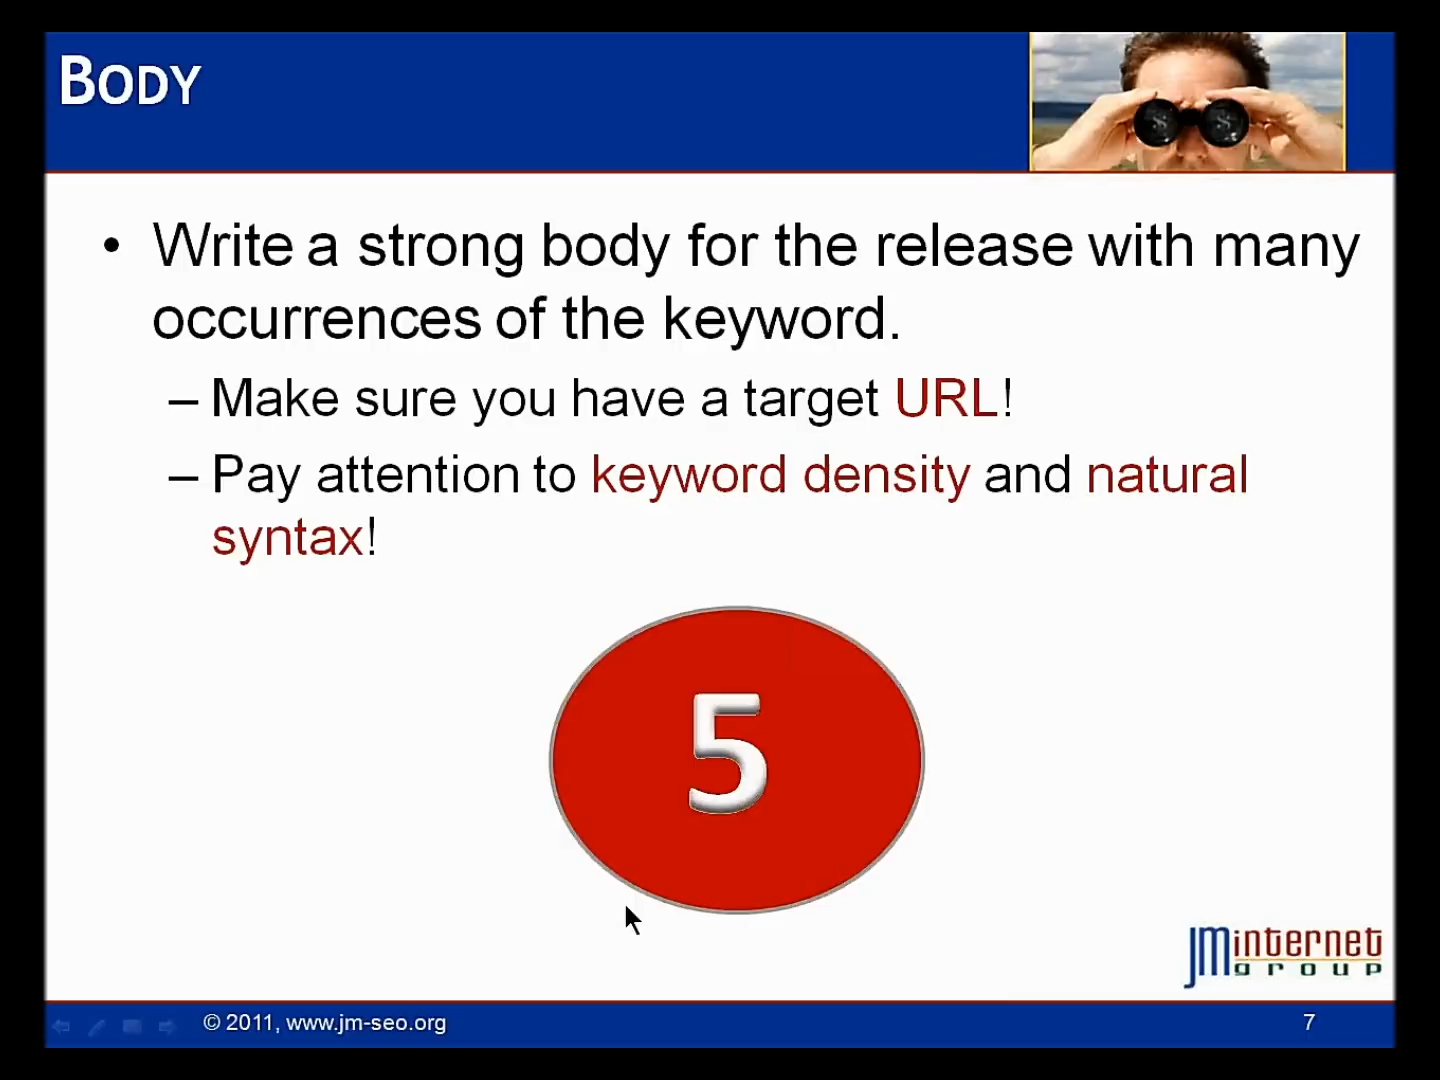 BODY
• Write a strong body for the release with many
occurrences of the keyword.
– Make sure you have a target URL!
– Pay attention to keyword density and natural
syntax!
5
JMinternet
group
© 2011, www.jm-seo.org
7